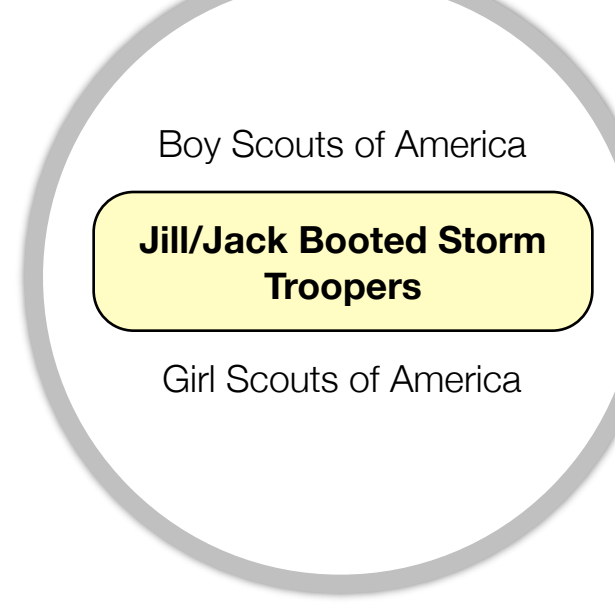 Boy Scouts of America
Jill/Jack Booted Storm
Troopers
Girl Scouts of America